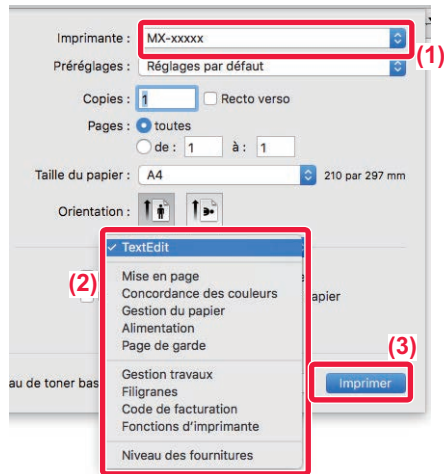 Imprimante : MX-xxxxx
(1)
Préréglages : Réglages par défaut
Copies : 1 Recto verso
Pages : toutes
de : 1 à : 1
Taille du papier : A4 210 par 297 mm
Orientation :
✓ TextEdit
(2)
Mise en page
Concordance des couleurs
apier
Gestion du papier
Alimentation
Page de garde
(3)
Gestion travaux
au de toner bas
Imprimer
Filigranes
Code de facturation
Fonctions d'imprimante
Niveau des fournitures